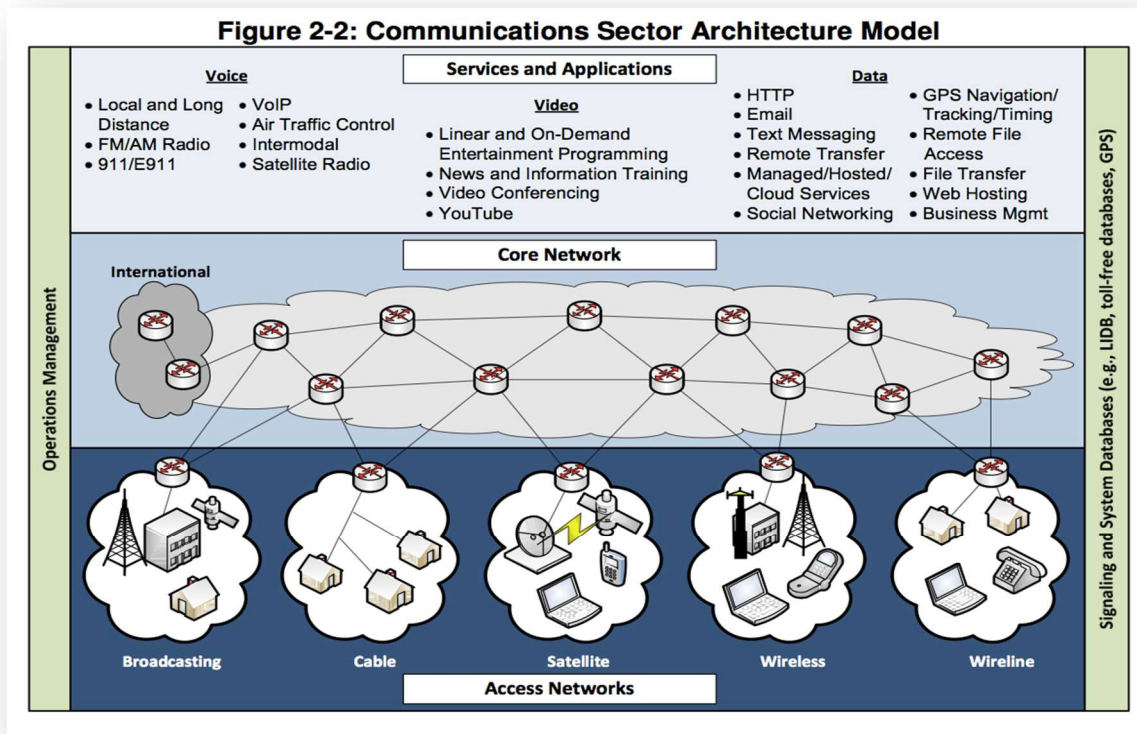 Figure 2-2: Communications Sector Architecture Model
Operations Management
Services and Applications
Voice
• Local and Long
Distance
• FM/AM Radio
• 911/E911
• VoIP
• Air Traffic Control
• Intermodal
• Satellite Radio
Video
• Linear and On-Demand
Entertainment Programming
• News and Information Training
• Video Conferencing
• YouTube
Data
• HTTP
• Email
• Text Messaging
• Remote Transfer
• Managed/Hosted/
Cloud Services
• Social Networking
• GPS Navigation/
Tracking/Timing
• Remote File
Access
• File Transfer
• Web Hosting
• Business Mgmt
Core Network
International
Broadcasting
Cable
Satellite
Wireless
Wireline
Access Networks
Signaling and System Databases (e.g., LIDB, toll-free databases, GPS)